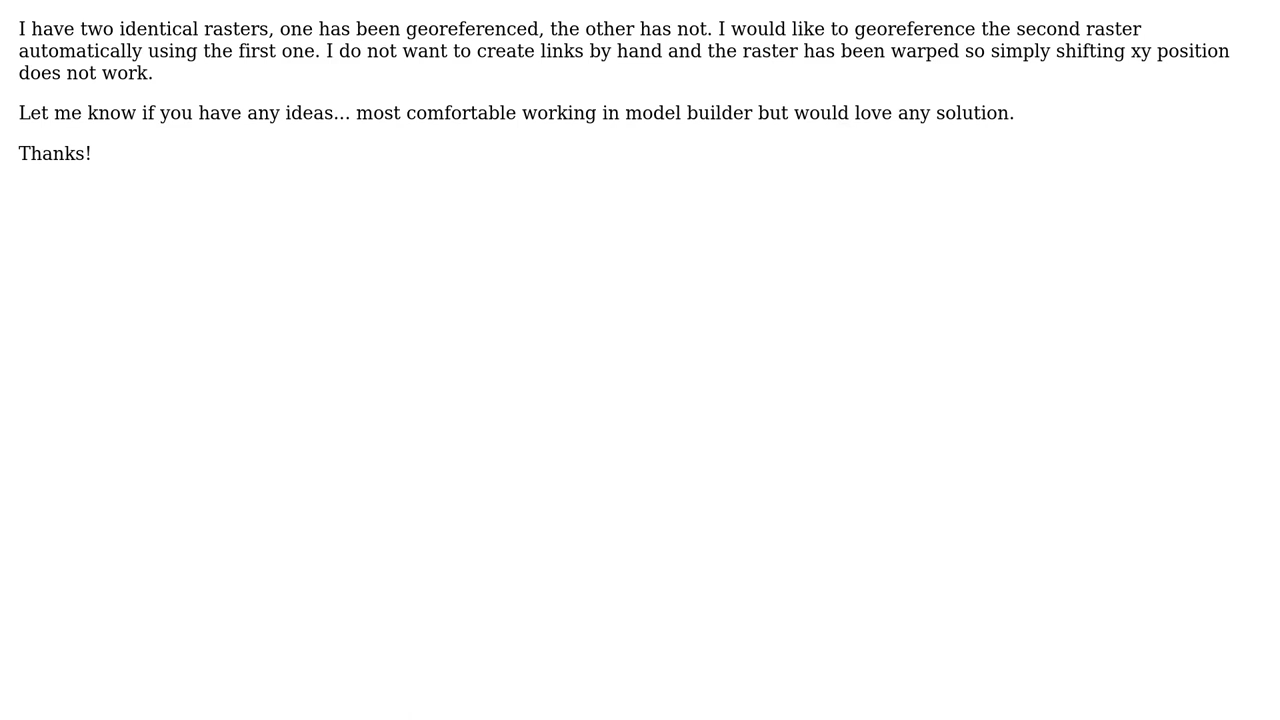 I have two identical rasters, one has been georeferenced, the other has not. I would like to georeference the second raster
automatically using the first one. I do not want to create links by hand and the raster has been warped so simply shifting xy position
does not work.
Let me know if you have any ideas... most comfortable working in model builder but would love any solution.
Thanks!